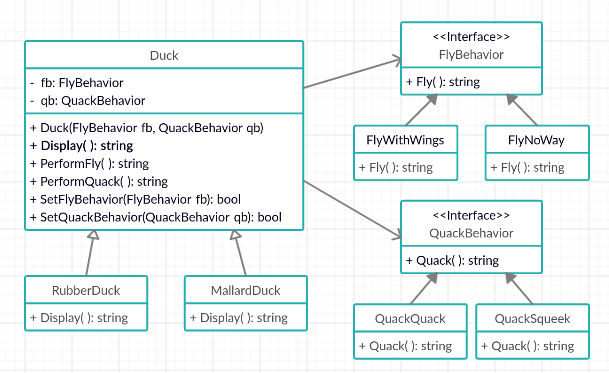 Duck
- fb: FlyBehavior
- qb: QuackBehavior
+ Duck(FlyBehavior fb, QuackBehavior qb)
+ Display( ): string
+ PerformFly( ): string
+ PerformQuack( ): string
+ SetFlyBehavior(FlyBehavior fb): bool
+ SetQuackBehavior(QuackBehavior qb): bool
RubberDuck
+ Display( ): string
MallardDuck
+ Display( ): string
<<Interface>>
FlyBehavior
+ Fly( ): string
FlyWithWings
+ Fly( ): string
FlyNoWay
+ Fly( ): string
<<Interface>>
QuackBehavior
+ Quack( ): string
QuackQuack
+ Quack( ): string
QuackSqueek
+ Quack( ): string